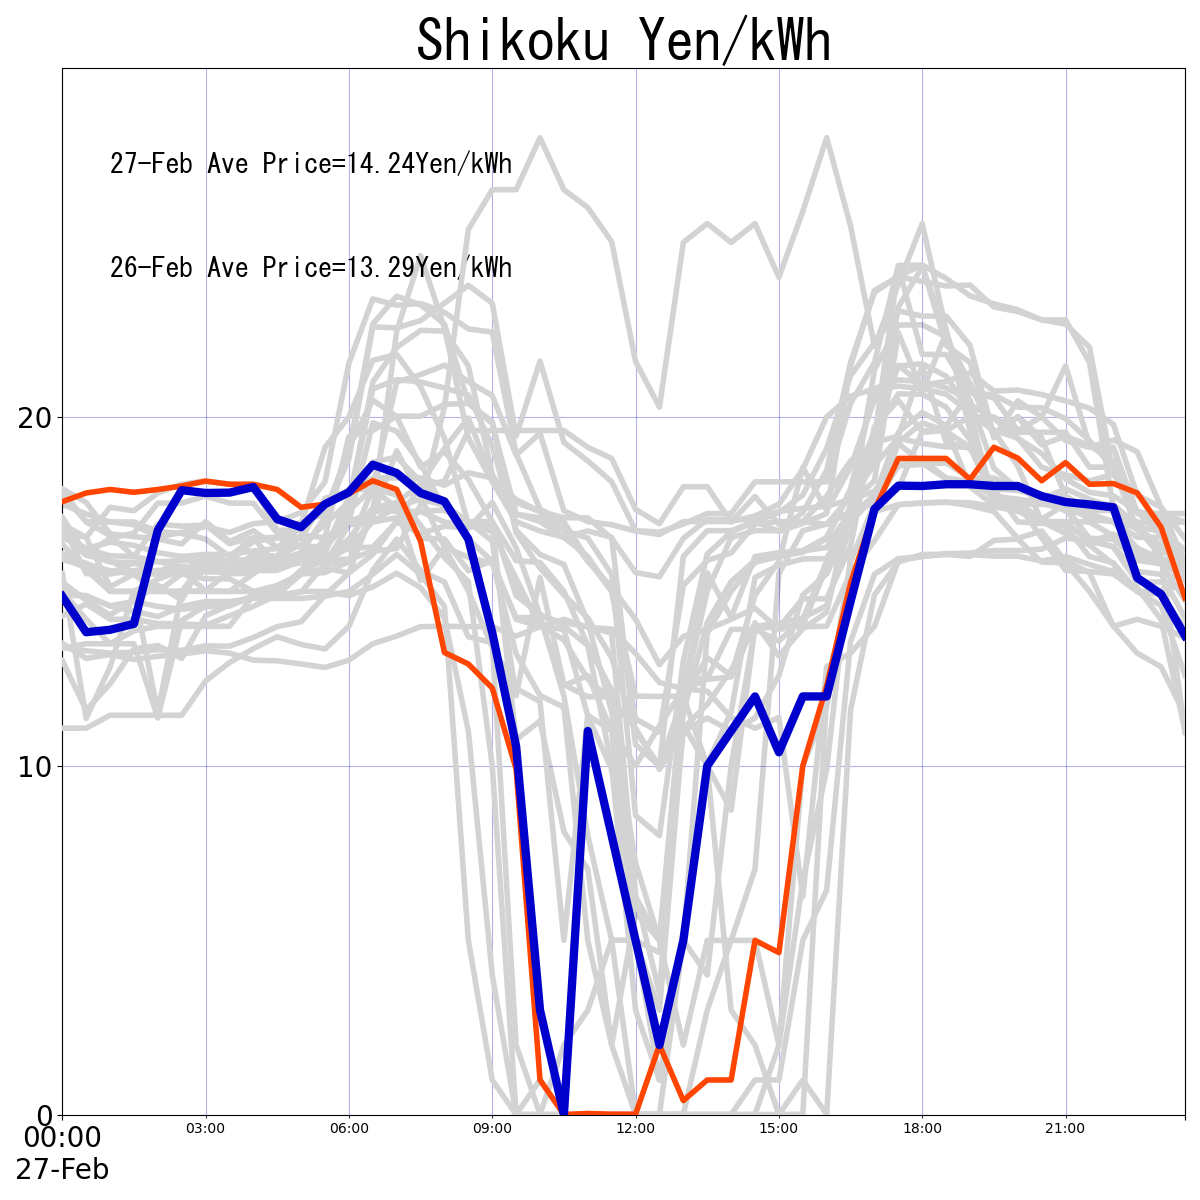 Shikoku Yen/kWh
27-Feb Ave Price=14.24Yen/kWh
26-Feb Ave Price=13.29Yen/kWh
20
10
0
00:00 03:00 06:00 09:00 12:00 15:00 18:00 21:00
27-Feb